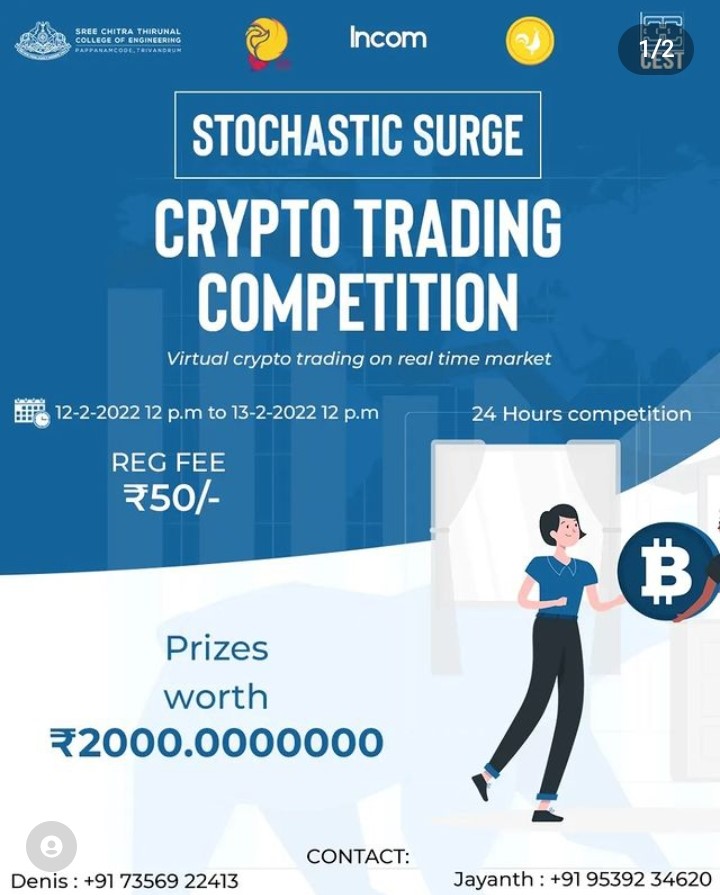 SREE CHITRA THIRUNAL
COLLEGE OF ENGINEERING
PAPPANAMCODE, TRIVANDRUM
Incom
1/2
CEST
STOCHASTIC SURGE
CRYPTO TRADING
COMPETITION
Virtual crypto trading on real time market
12-2-2022 12 p.m to 13-2-2022 12 p.m
24 Hours competition
REG FEE
₹50/-
Prizes
worth
₹2000.0000000
CONTACT:
Denis : +91 73569 22413
Jayanth : +91 95392 34620